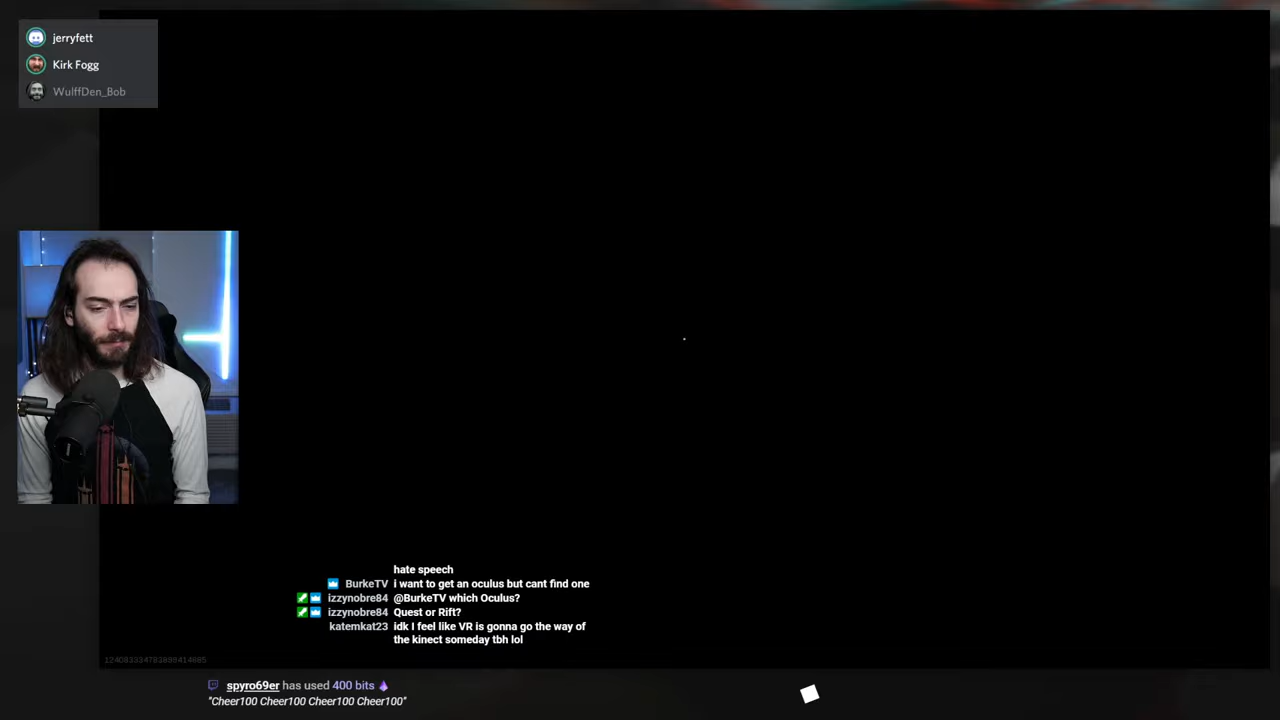 jerryfett
Kirk Fogg
WulffDen_Bob
hate speech
BurkeTV i want to get an oculus but cant find one
izzynobre84 @BurkeTV which Oculus?
izzynobre84 Quest or Rift?
katemkat23 idk I feel like VR is gonna go the way of
the kinect someday tbh lol
spyro69er has used 400 bits
"Cheer100 Cheer100 Cheer100 Cheer100"